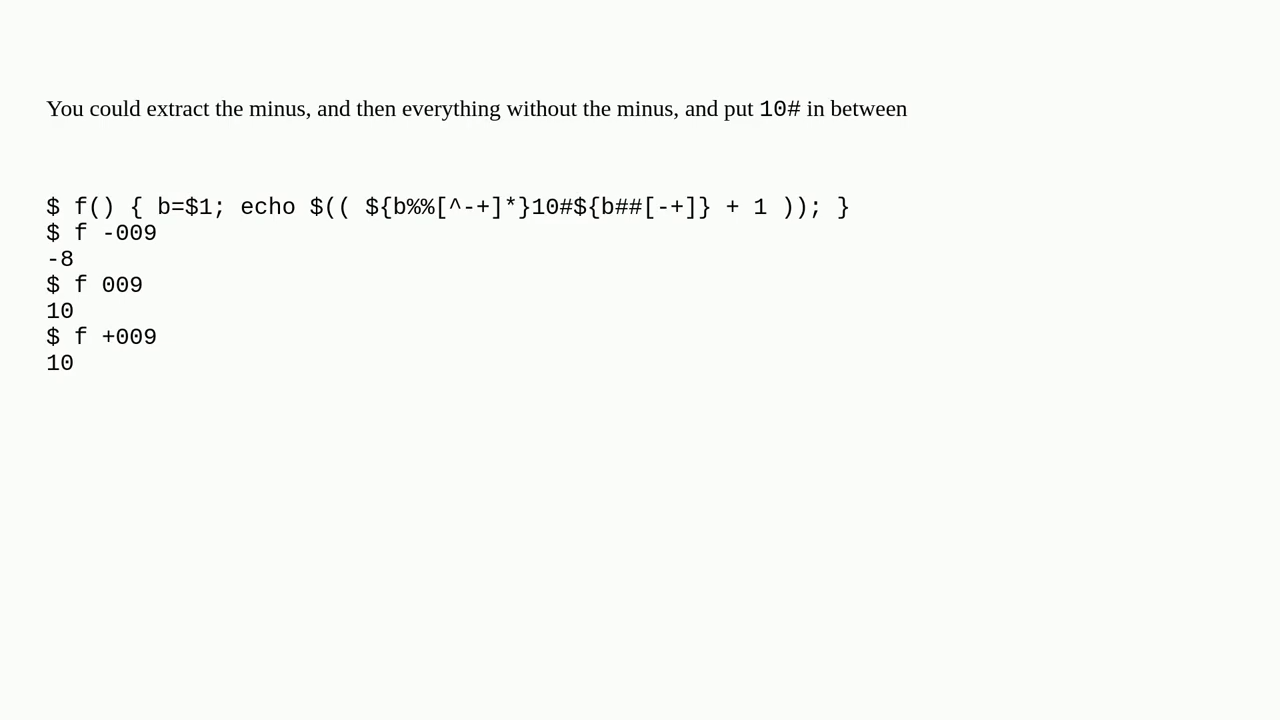 You could extract the minus, and then everything without the minus, and put 10# in between
$ f() { b=$1; echo $(( ${b%%[^-+]*}10#${b##[-+]} + 1 )); }
$ f -009
-8
$ f 009
10
$ f +009
10